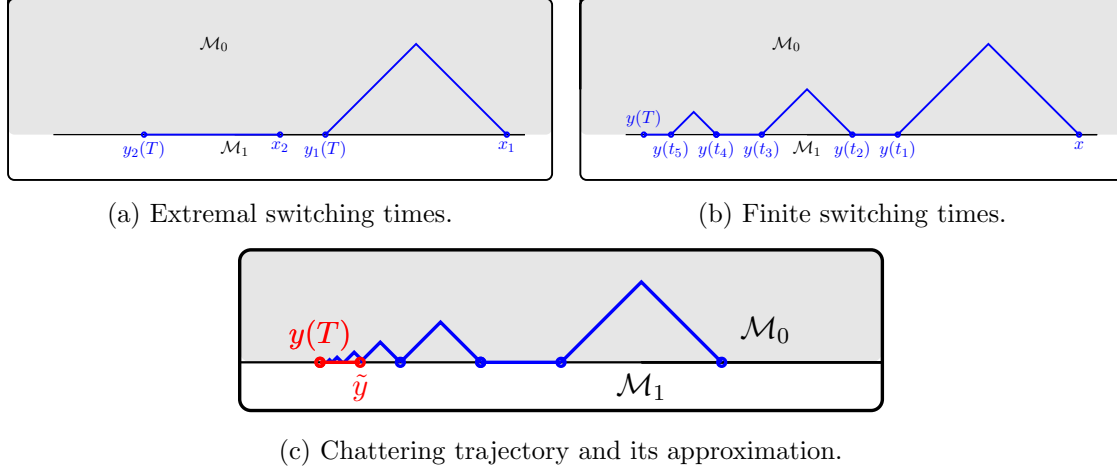 M₀
y₂(T) M₁ x₂ y₁(T) x₁
(a) Extremal switching times.
M₀
y(T)
y(t₅) y(t₄) y(t₃) M₁ y(t₂) y(t₁) x
(b) Finite switching times.
y(T) M₀
ỹ M₁
(c) Chattering trajectory and its approximation.